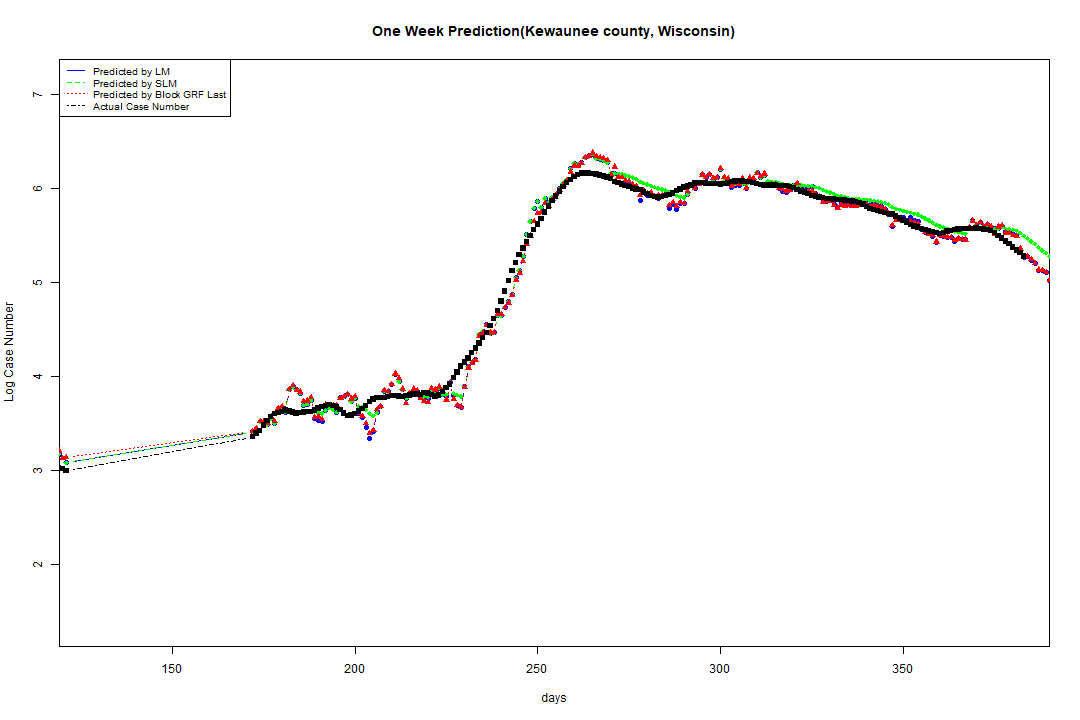 One Week Prediction(Kewaunee county, Wisconsin)
Predicted by LM
Predicted by SLM
Predicted by Block GRF Last
Actual Case Number
7
6
5
4
3
2
Log Case Number
150
200
250
300
350
days